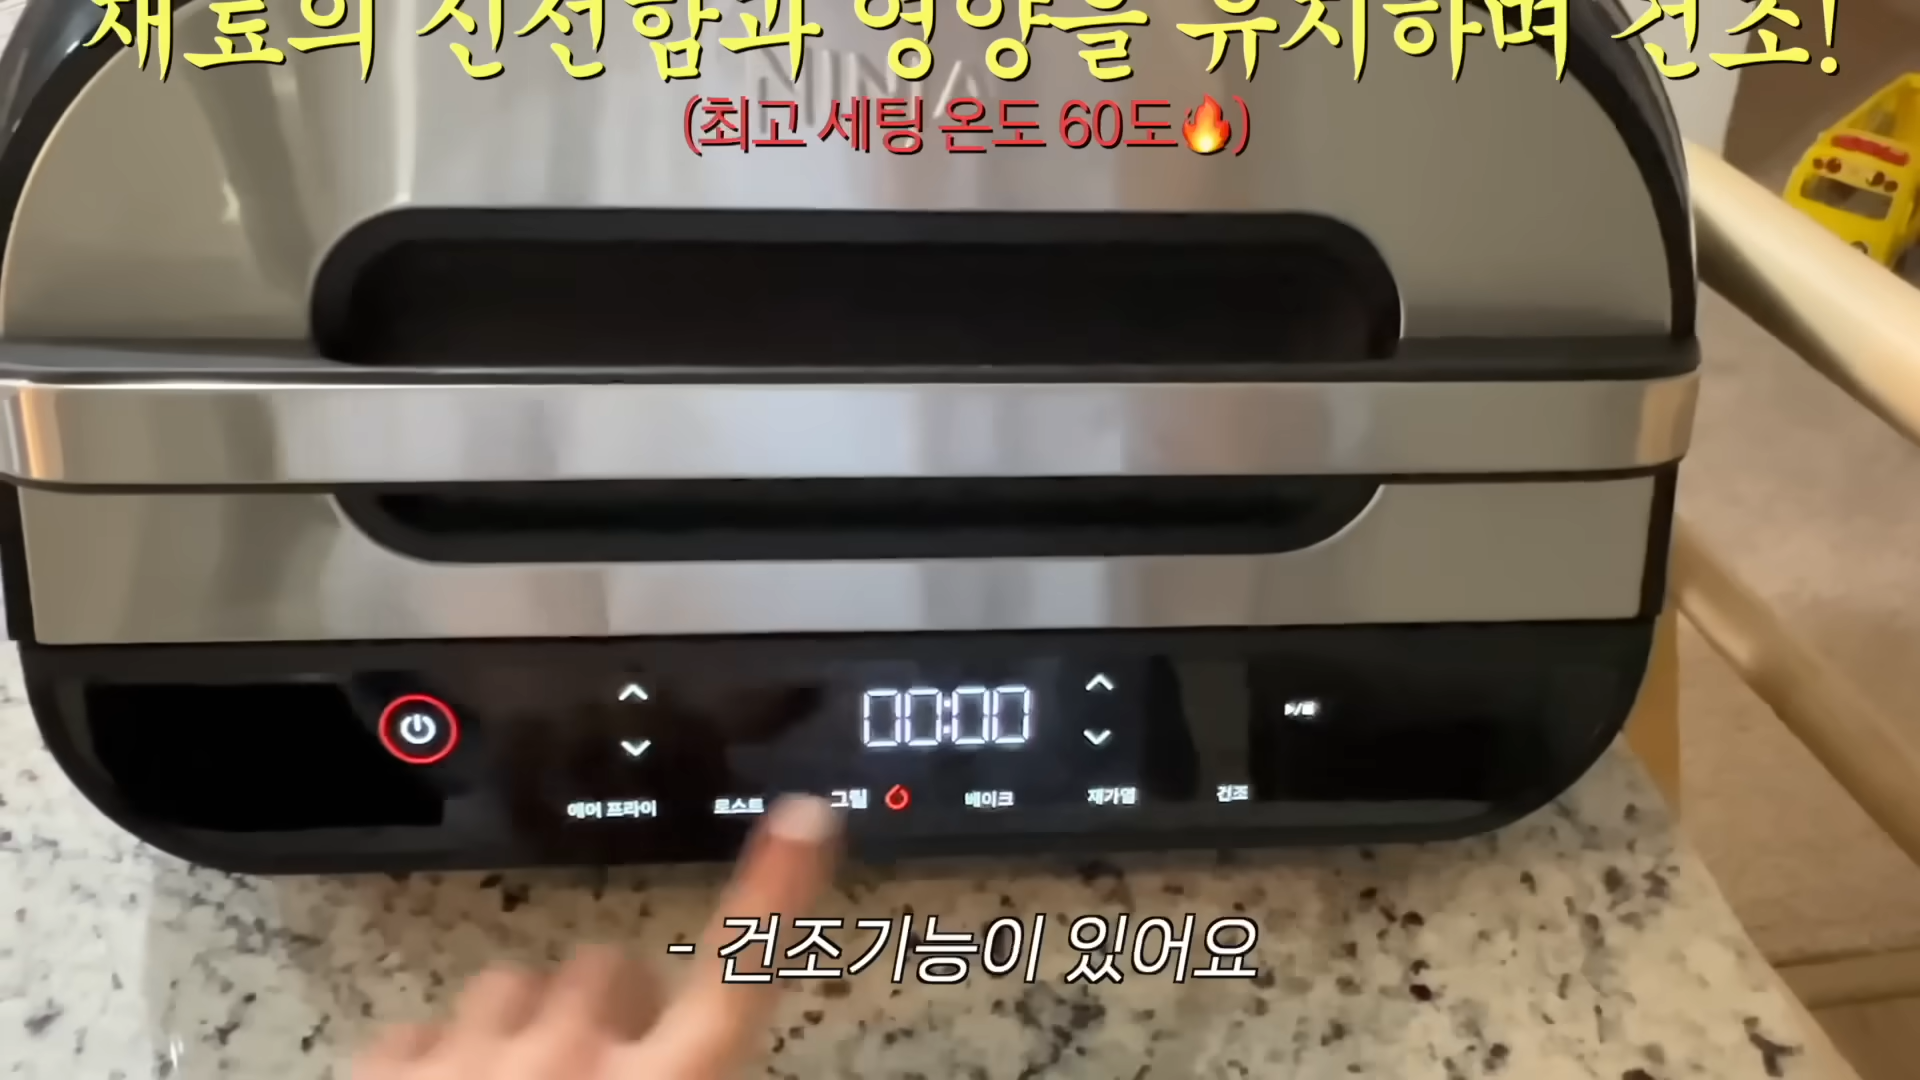 재료의 신선함과 영양을 유지하며 건조!
NINJA
(최고 세팅 온도 60도🔥)
00:00
에어 프라이 로스트 그릴 베이크 재가열 건조
- 건조기능이 있어요